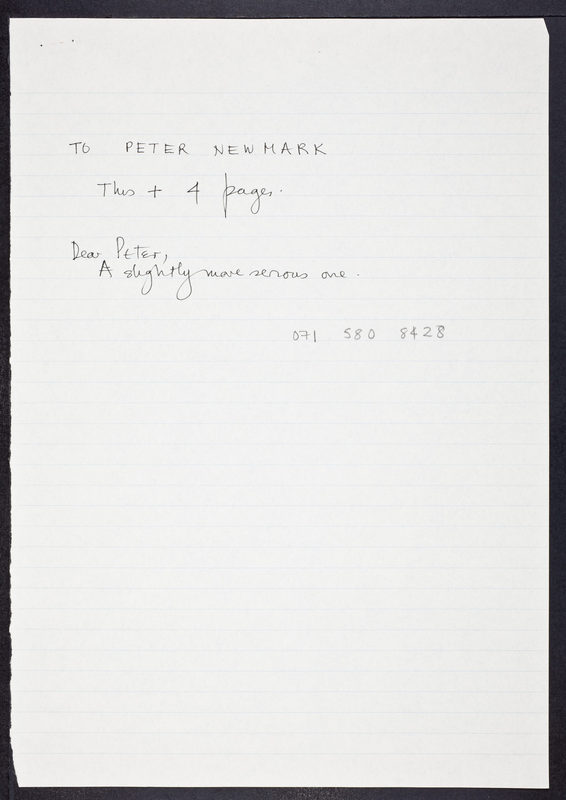 TO PETER NEWMARK
This + 4 pages.
Dear Peter,
A slightly more serious one.
071 580 8428